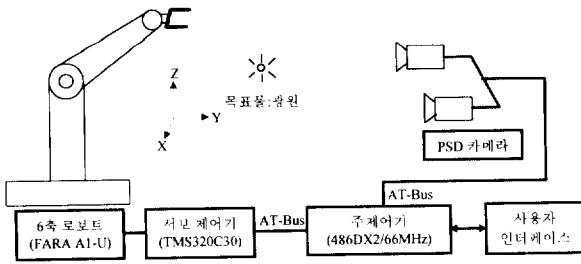 Z
Y
X
목표물:광원
PSD 카메라
AT-Bus
6축 로보트
(FARA A1-U)
서보 제어기
(TMS320C30)
AT-Bus
주제어기
(486DX2/66MHz)
사용자
인터페이스